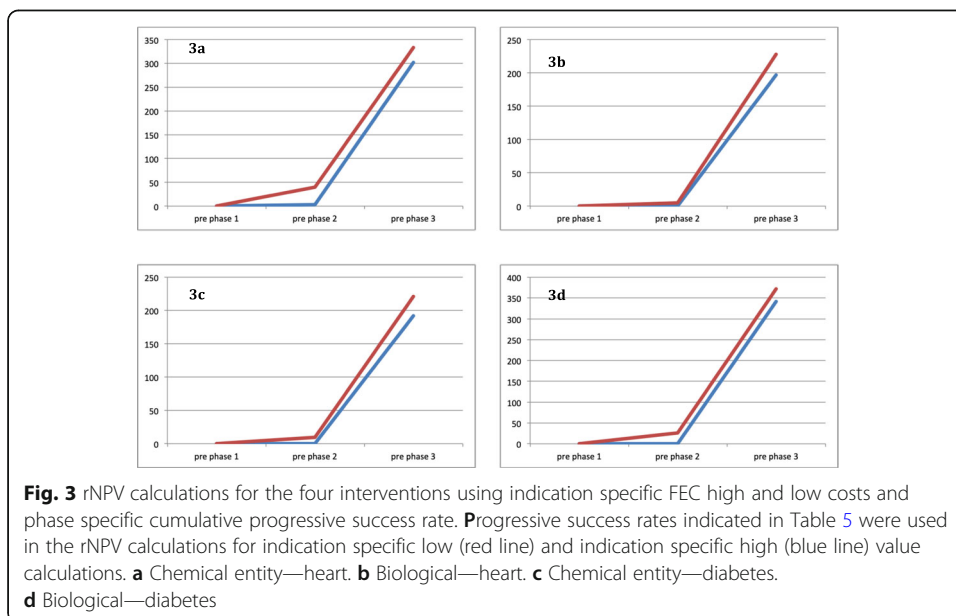 3a
350
300
250
200
150
100
50
0
pre phase 1 pre phase 2 pre phase 3
3b
250
200
150
100
50
0
pre phase 1 pre phase 2 pre phase 3
3c
250
200
150
100
50
0
pre phase 1 pre phase 2 pre phase 3
3d
400
350
300
250
200
150
100
50
0
pre phase 1 pre phase 2 pre phase 3
Fig. 3 rNPV calculations for the four interventions using indication specific FEC high and low costs and
phase specific cumulative progressive success rate. Progressive success rates indicated in Table 5 were used
in the rNPV calculations for indication specific low (red line) and indication specific high (blue line) value
calculations. a Chemical entity—heart. b Biological—heart. c Chemical entity—diabetes.
d Biological—diabetes